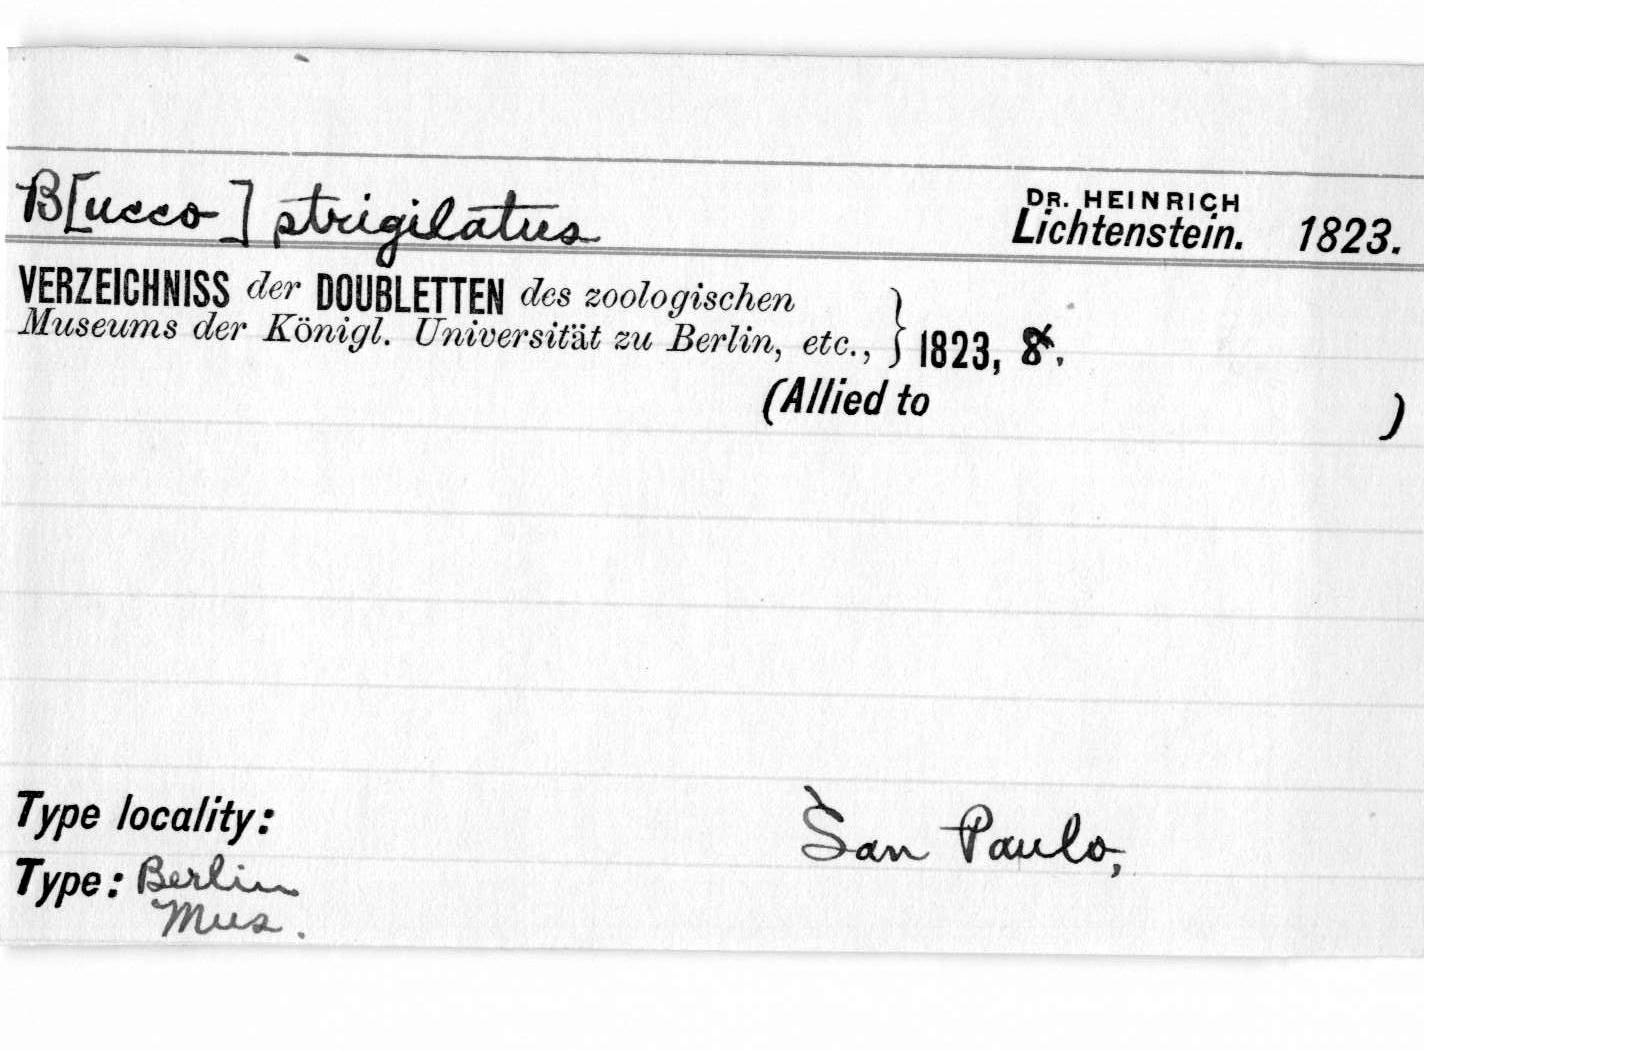 B[ucco] strigilatus
DR. HEINRICH
Lichtenstein. 1823.
VERZEICHNISS der DOUBLETTEN des zoologischen
Museums der Königl. Universität zu Berlin, etc., } 1823, 8.
(Allied to )
Type locality: San Paulo,
Type: Berlin
Mus.